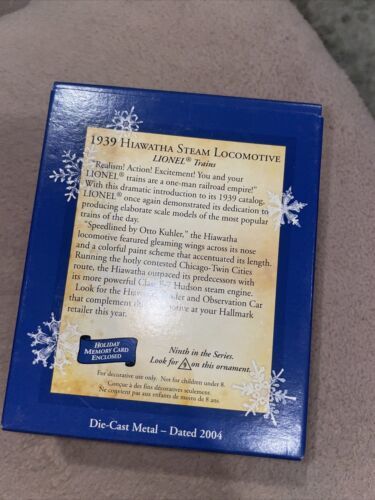 1939 HIAWATHA STEAM LOCOMOTIVE
LIONEL® Trains
"Realism! Action! Excitement! You and your
LIONEL® trains are a one-man railroad empire!"
With this dramatic introduction to its 1939 catalog,
LIONEL® once again demonstrated its dedication to
producing elaborate scale models of the most popular
trains of the day.
"Speedlined by Otto Kuhler," the Hiawatha
locomotive featured gleaming wings across its nose
and a colorful paint scheme that accentuated its length.
Running the hotly contested Chicago-Twin Cities
route, the Hiawatha outpaced its predecessors with
its more powerful Class Hudson steam engine.
Look for the and Observation Cat
that complement at your Hallmark
retailer this year.
HOLIDAY
MEMORY CARD
ENCLOSED
Ninth in the Series.
Look for 9 on this ornament.
For decorative use only. Not for children under 8.
Conçue à des fins décoratives seulement.
Ne convient pas aux enfants de moins de 8 ans.
Die-Cast Metal – Dated 2004